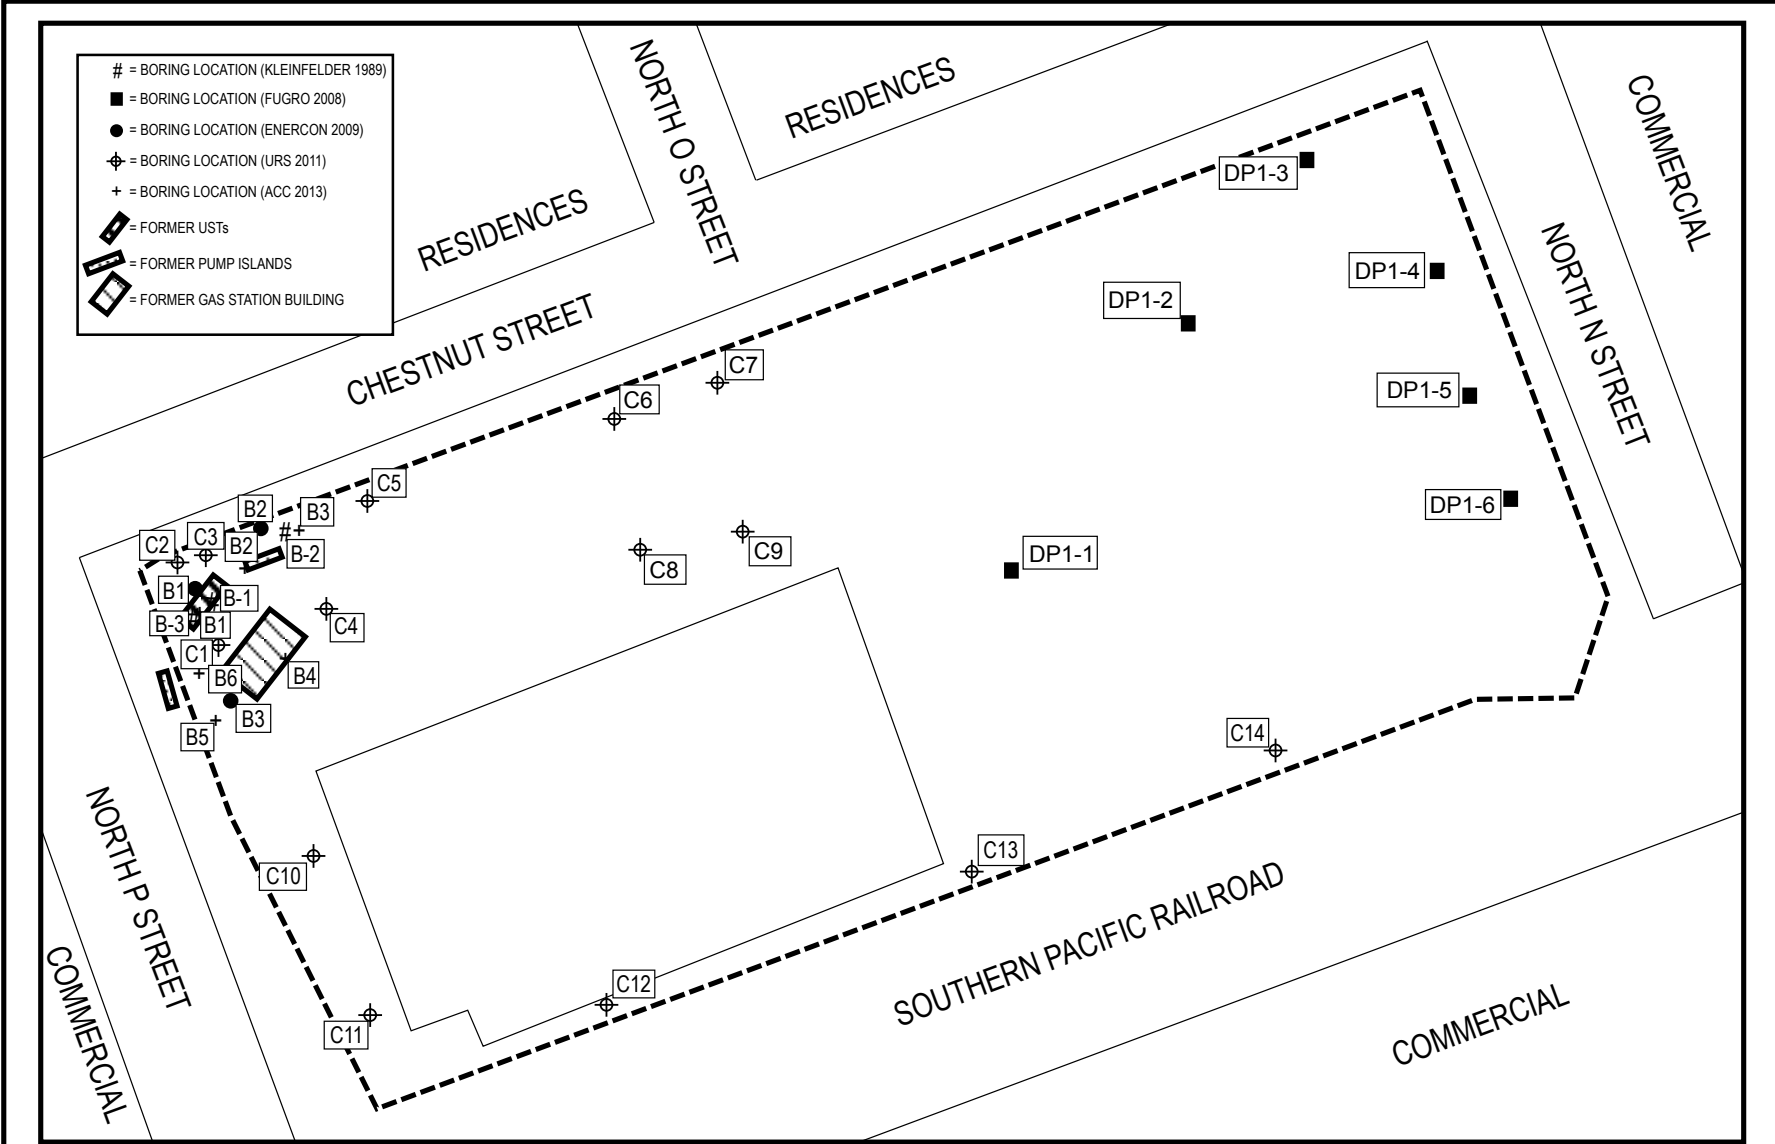 # = BORING LOCATION (KLEINFELDER 1989)
= BORING LOCATION (FUGRO 2008)
= BORING LOCATION (ENERCON 2009)
= BORING LOCATION (URS 2011)
+ = BORING LOCATION (ACC 2013)
= FORMER USTs
= FORMER PUMP ISLANDS
= FORMER GAS STATION BUILDING
NORTH O STREET
RESIDENCES
COMMERCIAL
RESIDENCES
CHESTNUT STREET
NORTH N STREET
DP1-3
DP1-4
DP1-2
DP1-5
DP1-6
DP1-1
C7
C6
C5
B2
B3
C3
C2
B2
B-2
C9
C8
B1
B-1
B-3
B1
C4
C1
B6
B4
B3
B5
C14
C10
C13
C12
C11
NORTH P STREET
COMMERCIAL
SOUTHERN PACIFIC RAILROAD
COMMERCIAL